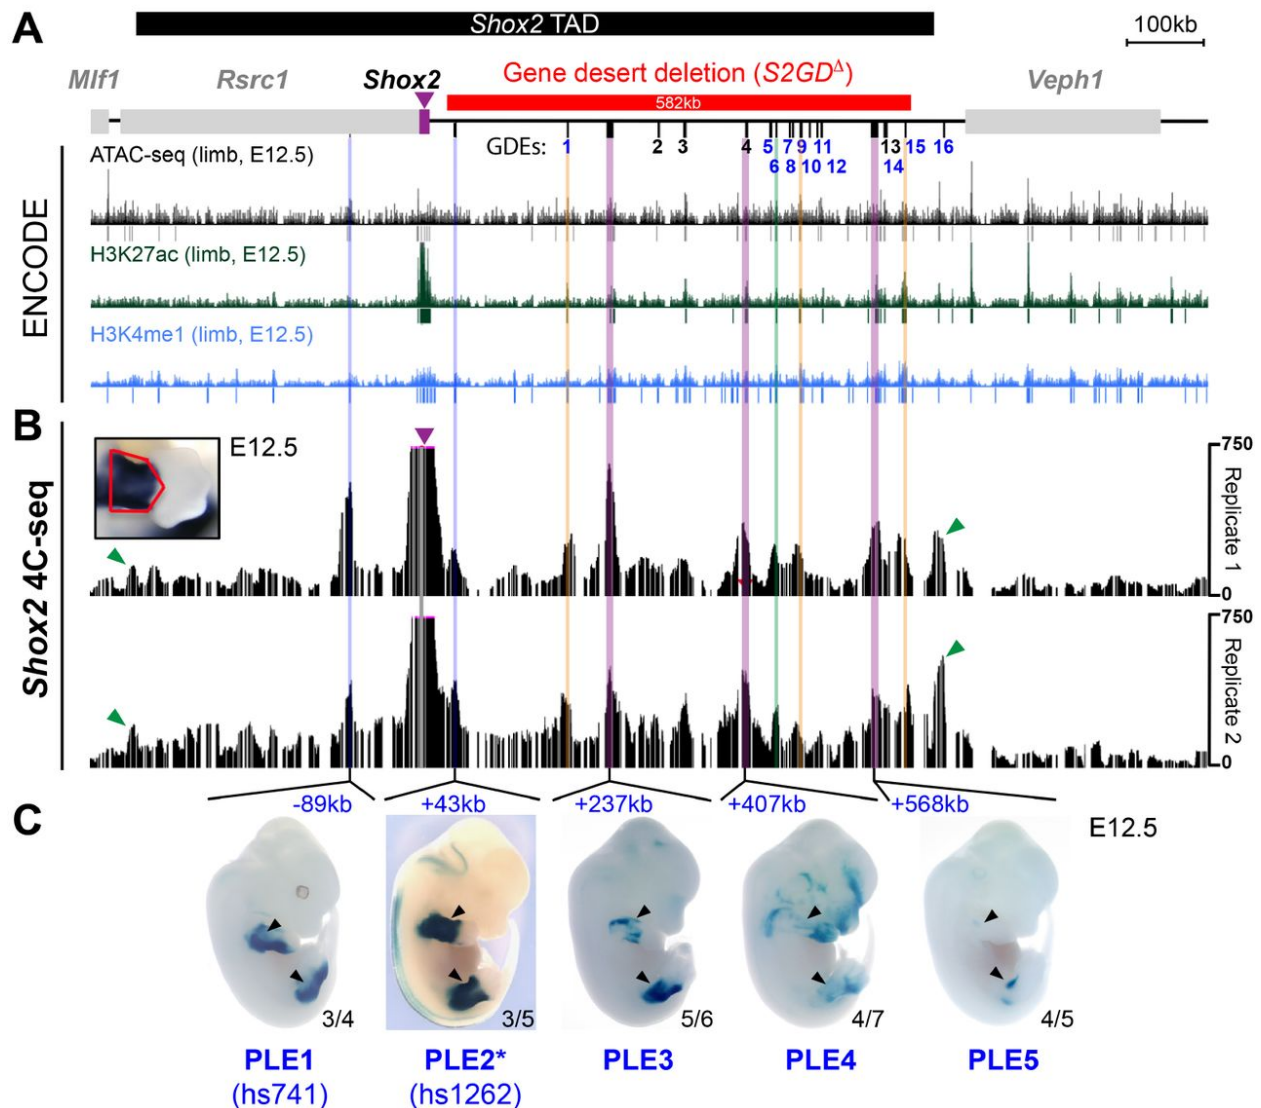 A
Shox2 TAD
100kb
Mlf1 Rsrc1 Shox2 Gene desert deletion (S2GDΔ) Veph1
582kb
GDEs: 1 2 3 4 5 7 9 11 13 15 16
6 8 10 12 14
ENCODE
ATAC-seq (limb, E12.5)
H3K27ac (limb, E12.5)
H3K4me1 (limb, E12.5)
B
Shox2 4C-seq
E12.5
750
Replicate 1
0
750
Replicate 2
0
-89kb +43kb +237kb +407kb +568kb
C
E12.5
3/4 3/5 5/6 4/7 4/5
PLE1 PLE2* PLE3 PLE4 PLE5
(hs741) (hs1262)